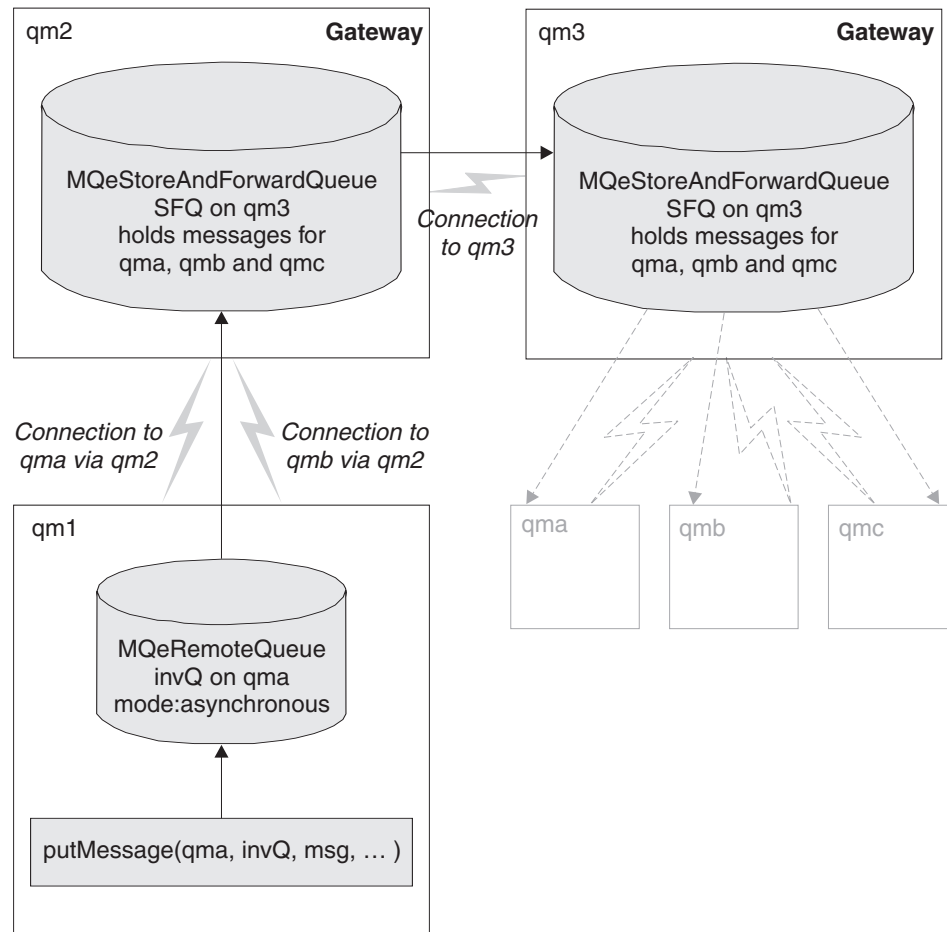 qm2
Gateway
MQeStoreAndForwardQueue
SFQ on qm3
holds messages for
qma, qmb and qmc
Connection
to qm3
qm3
Gateway
MQeStoreAndForwardQueue
SFQ on qm3
holds messages for
qma, qmb and qmc
Connection to
qma via qm2
Connection to
qmb via qm2
qma
qmb
qmc
qm1
MQeRemoteQueue
invQ on qma
mode:asynchronous
putMessage(qma, invQ, msg, … )